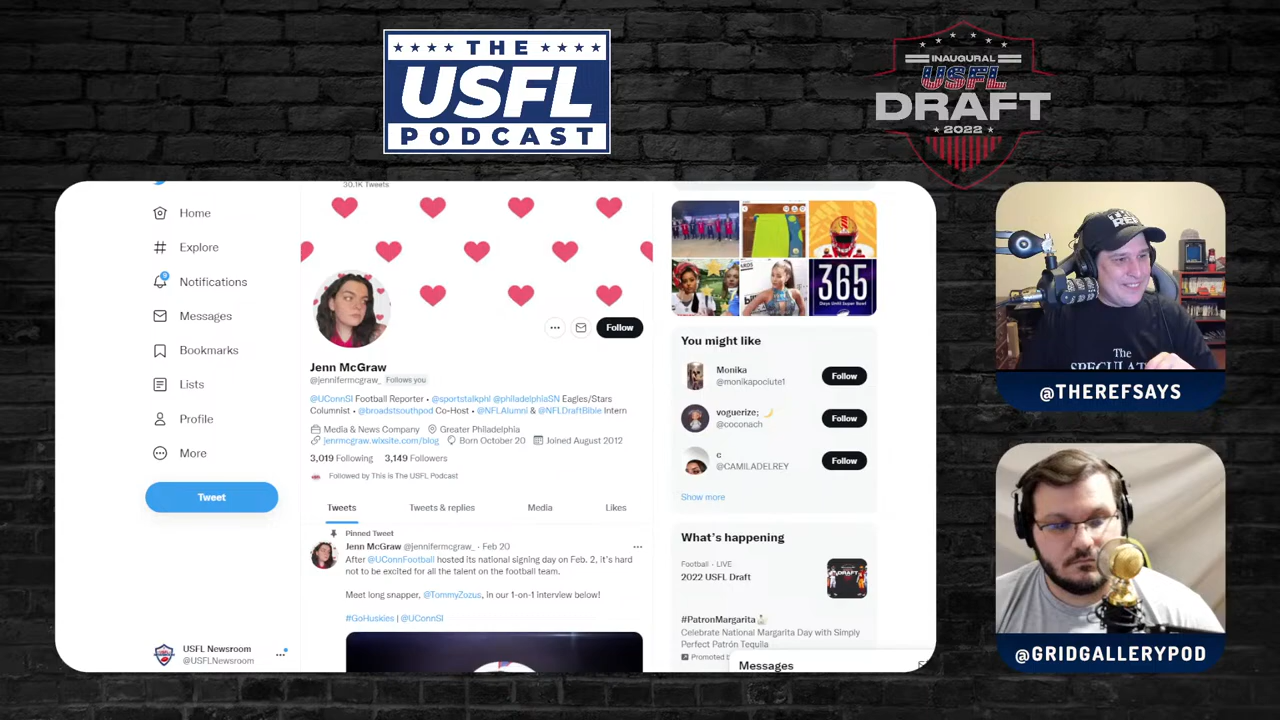 ★ ★ ★ ★ THE ★ ★ ★ ★
USFL
PODCAST
INAUGURAL
USFL
DRAFT
★ 2022 ★
30.1K Tweets
Home
Explore
Notifications
Messages
Bookmarks
Lists
Profile
More
Tweet
USFL Newsroom
@USFLNewsroom
Follow
Jenn McGraw
@jennifermcgraw_ Follows you
@UConnSI Football Reporter • @sportstalkphl @philadelphiaSN Eagles/Stars
Columnist • @broadstsouthpod Co-Host • @NFLAlumni & @NFLDraftBible Intern
Media & News Company Greater Philadelphia
jenrmcgraw.wixsite.com/blog Born October 20 Joined August 2012
3,019 Following 3,149 Followers
Followed by This is The USFL Podcast
Tweets Tweets & replies Media Likes
Pinned Tweet
Jenn McGraw @jennifermcgraw_ · Feb 20
After @UConnFootball hosted its national signing day on Feb. 2, it's hard
not to be excited for all the talent on the football team.
Meet long snapper, @TommyZozus, in our 1-on-1 interview below!
#GoHuskies | @UConnSI
365
Days Until Super Bowl
You might like
Monika
@monikapociute1
Follow
voguerize; 🌙
@coconach
Follow
c
@CAMILADELREY
Follow
Show more
What's happening
Football · LIVE
2022 USFL Draft
DRAFT
#PatronMargarita
Celebrate National Margarita Day with Simply
Perfect Patrón Tequila
Promoted b
Messages
The
SPECULAT
@THEREFSAYS
@GRIDGALLERYPOD